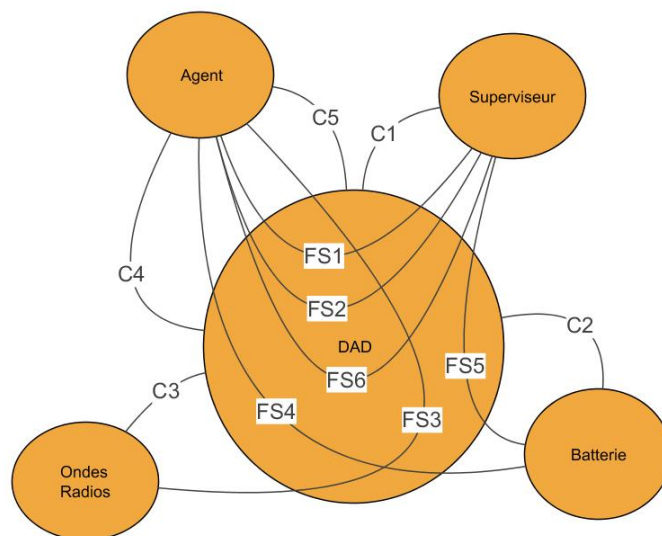 Agent
Superviseur
C5
C1
FS1
C4
FS2
C2
DAD
FS5
FS6
C3
FS4
FS3
Ondes
Radios
Batterie